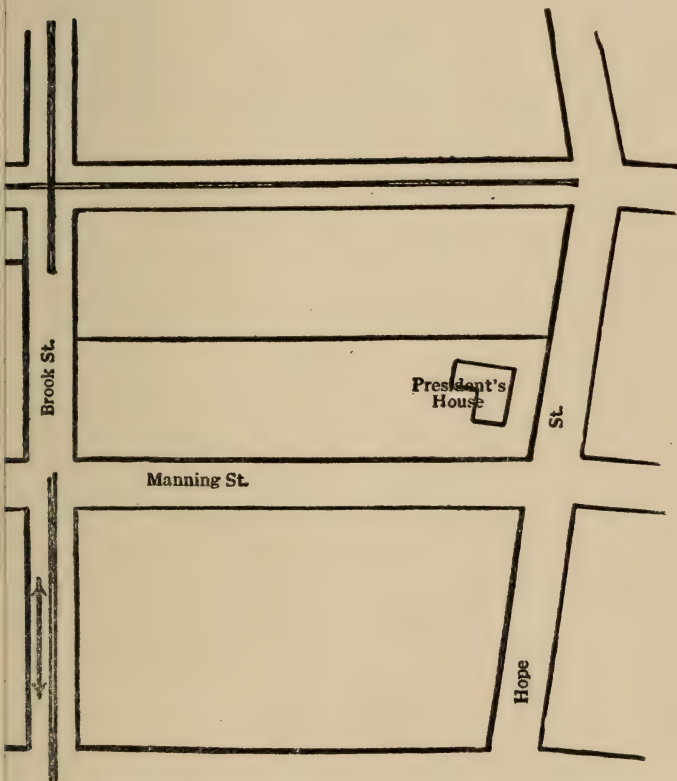 Brook St.
President's
House
St.
Manning St.
Hope